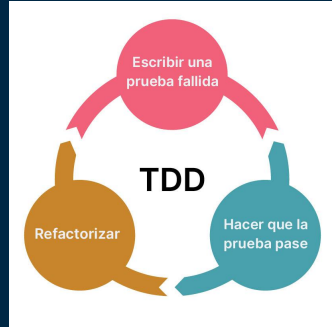 Escribir una
prueba fallida
TDD
Refactorizar
Hacer que la
prueba pase